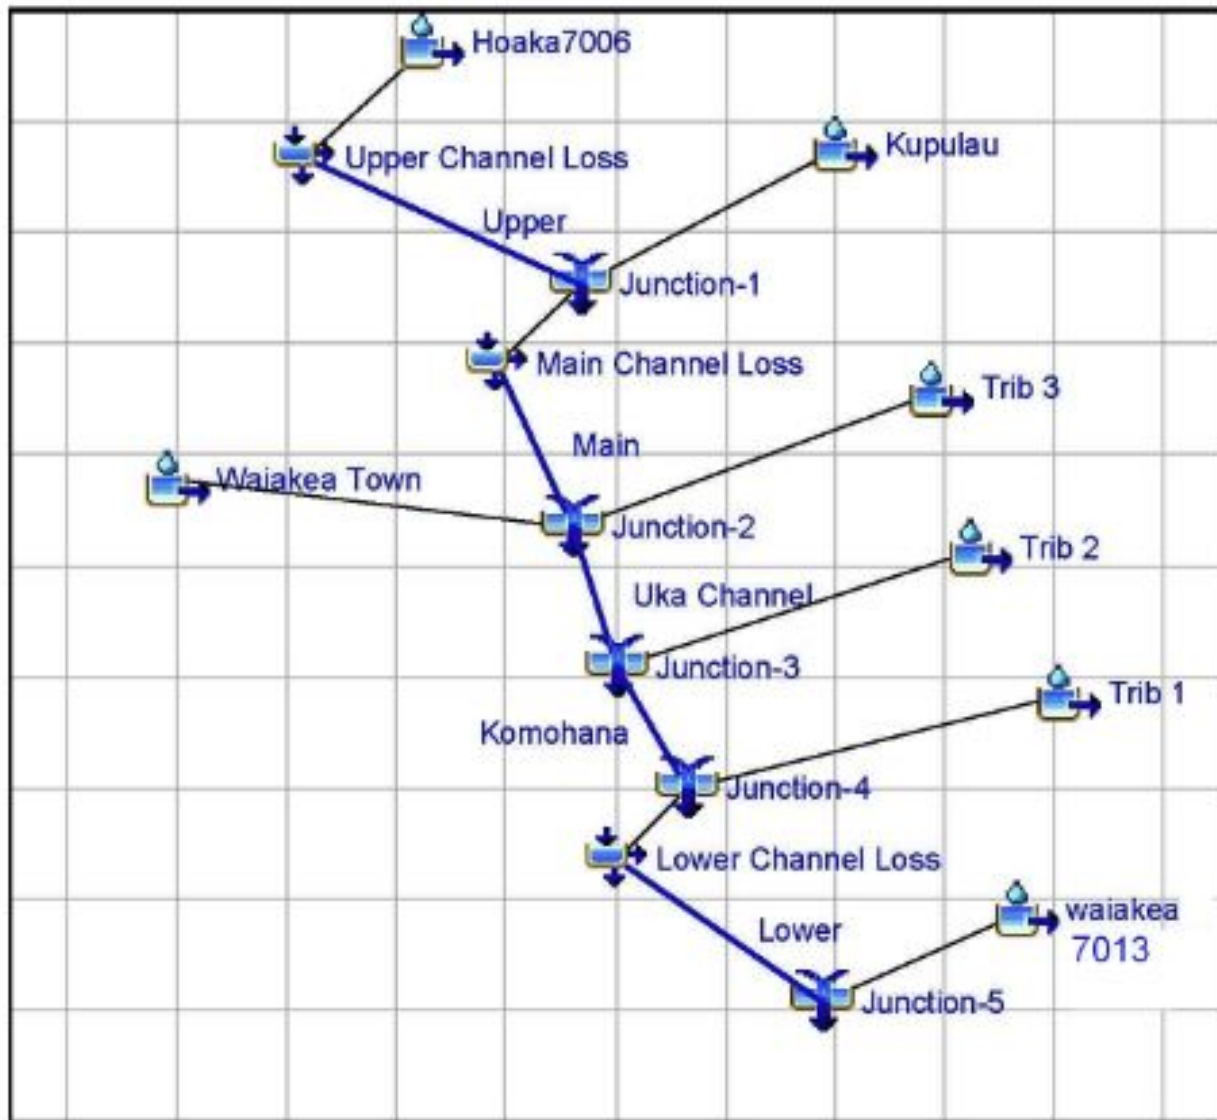 Hoaka7006
Kupulau
Upper Channel Loss
Upper
Junction-1
Main Channel Loss
Trib 3
Main
Waiakea Town
Junction-2
Trib 2
Uka Channel
Junction-3
Trib 1
Komohana
Junction-4
Lower Channel Loss
waiakea
7013
Lower
Junction-5